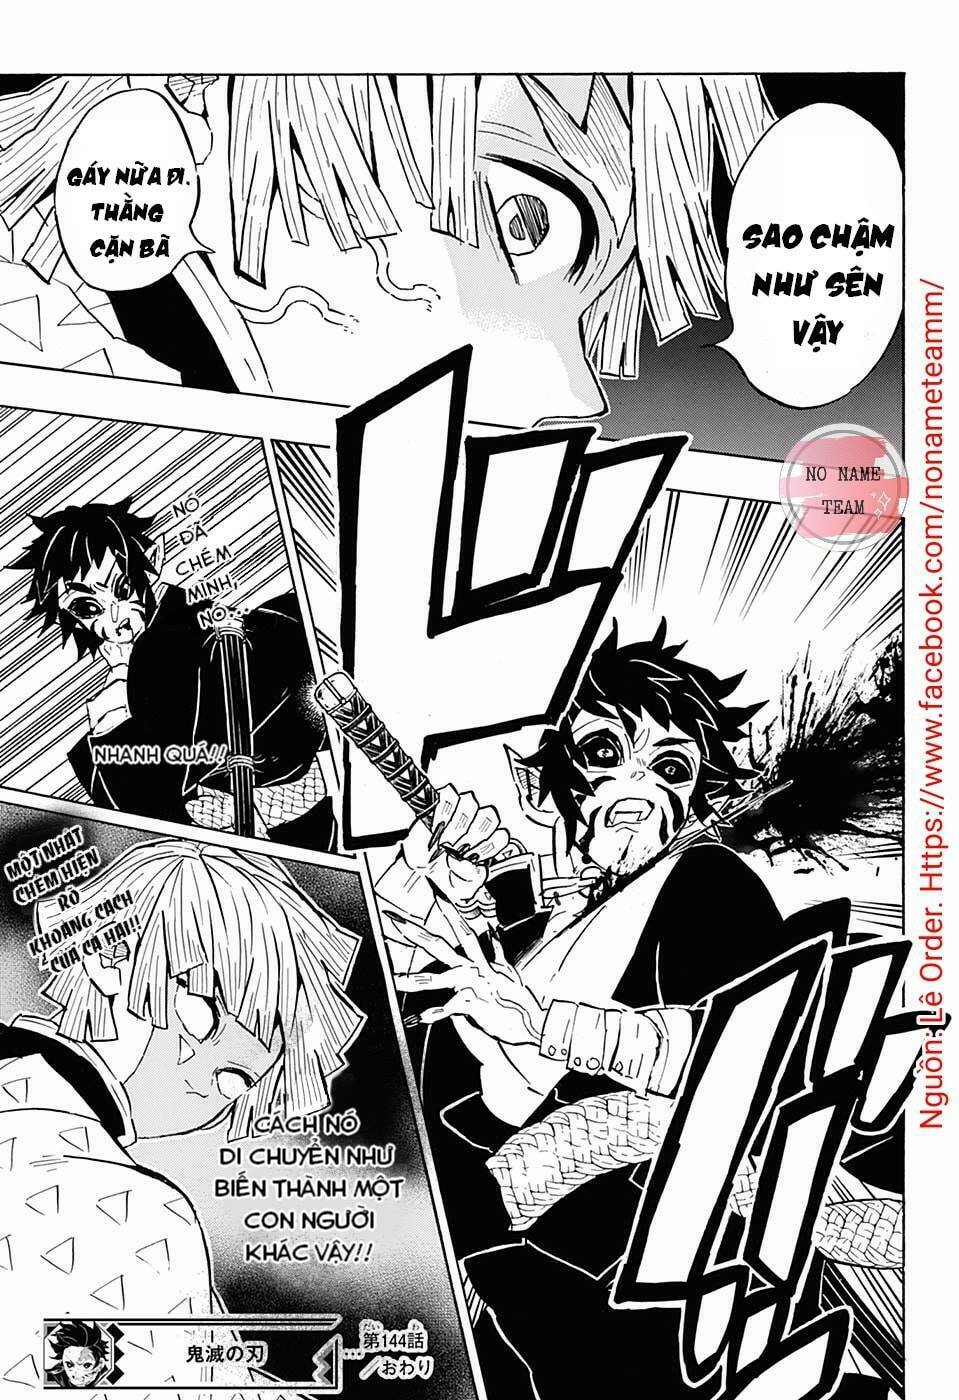 SAO CHẬM
NHƯ SÊN
VẬY
GÁY NỮA ĐI.
THẰNG
CẶN BÃ
NO NAME
TEAM
NÓ
ĐÃ
CHÉM
MÌNH,
NÓ...
NHANH QUÁ!!
MỘT NHÁT
CHÉM HIỆN
RÕ
KHOẢNG CÁCH
CỦA CẢ HAI!!
CÁCH NÓ
DI CHUYỂN NHƯ
BIẾN THÀNH MỘT
CON NGƯỜI
KHÁC VẬY!!
鬼滅の刃
第144話
/おわり
Nguồn: Lê Order. Https://www.facebook.com/nonameteamm/